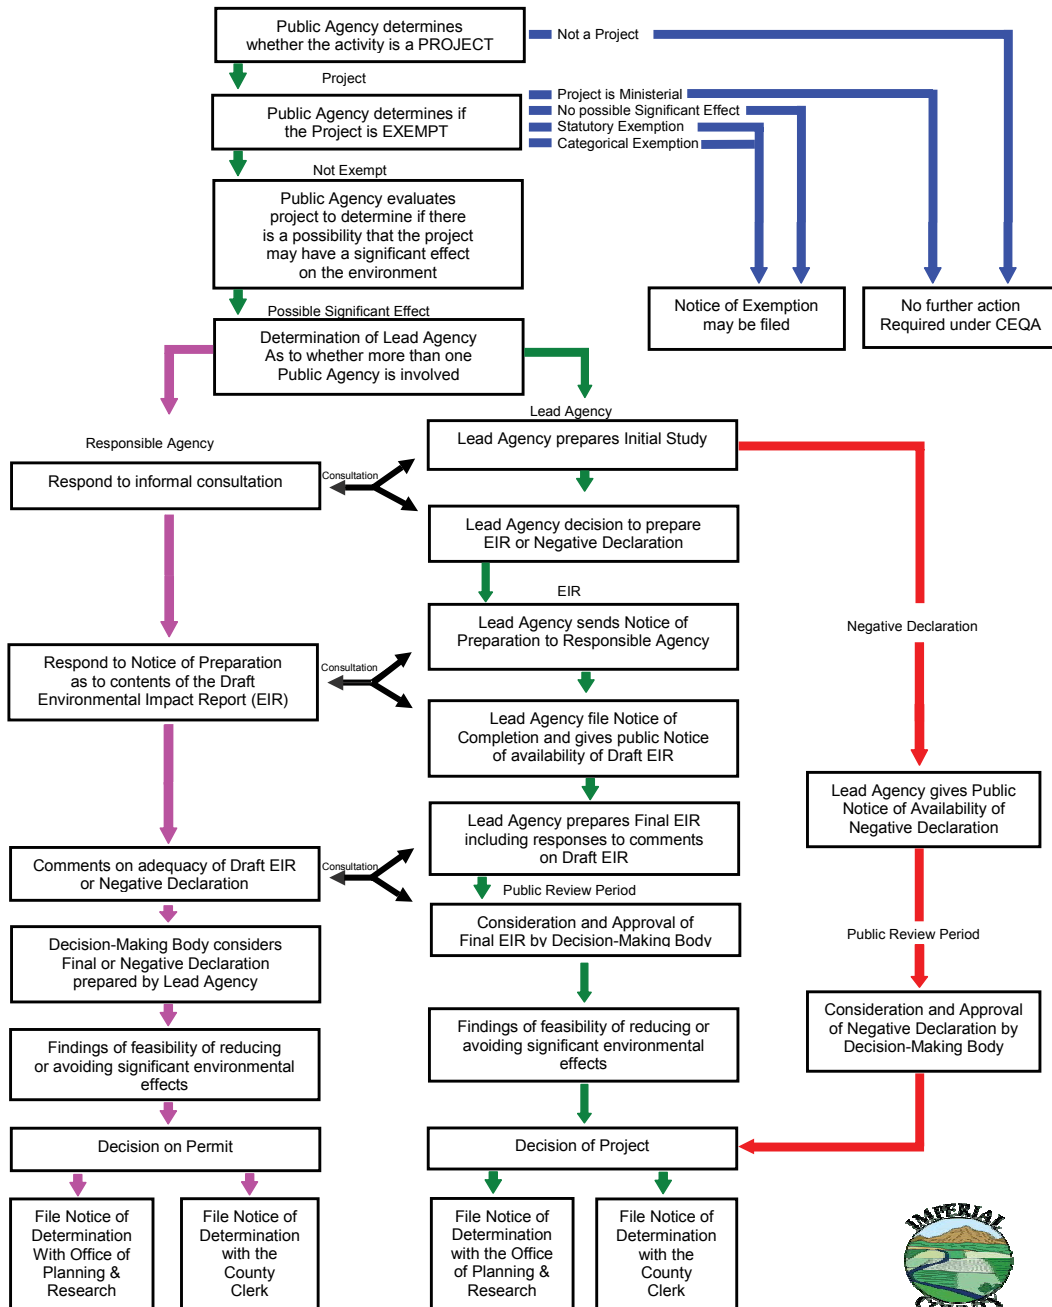 Public Agency determines
whether the activity is a PROJECT
Not a Project
Project
Public Agency determines if
the Project is EXEMPT
Project is Ministerial
No possible Significant Effect
Statutory Exemption
Categorical Exemption
Not Exempt
Public Agency evaluates
project to determine if there
is a possibility that the project
may have a significant effect
on the environment
Notice of Exemption
may be filed
No further action
Required under CEQA
Possible Significant Effect
Determination of Lead Agency
As to whether more than one
Public Agency is involved
Lead Agency
Responsible Agency
Lead Agency prepares Initial Study
Respond to informal consultation
Consultation
Lead Agency decision to prepare
EIR or Negative Declaration
EIR
Lead Agency sends Notice of
Preparation to Responsible Agency
Negative Declaration
Respond to Notice of Preparation
as to contents of the Draft
Environmental Impact Report (EIR)
Consultation
Lead Agency file Notice of
Completion and gives public Notice
of availability of Draft EIR
Lead Agency gives Public
Notice of Availability of
Negative Declaration
Lead Agency prepares Final EIR
including responses to comments
on Draft EIR
Comments on adequacy of Draft EIR
or Negative Declaration
Consultation
Public Review Period
Consideration and Approval of
Final EIR by Decision-Making Body
Public Review Period
Decision-Making Body considers
Final or Negative Declaration
prepared by Lead Agency
Consideration and Approval
of Negative Declaration by
Decision-Making Body
Findings of feasibility of reducing
or avoiding significant environmental
effects
Findings of feasibility of reducing or
avoiding significant environmental
effects
Decision on Permit
Decision of Project
File Notice of
Determination
With Office of
Planning &
Research
File Notice of
Determination
with the
County
Clerk
File Notice of
Determination
with the Office
of Planning &
Research
File Notice of
Determination
with the
County
Clerk
IMPERIAL